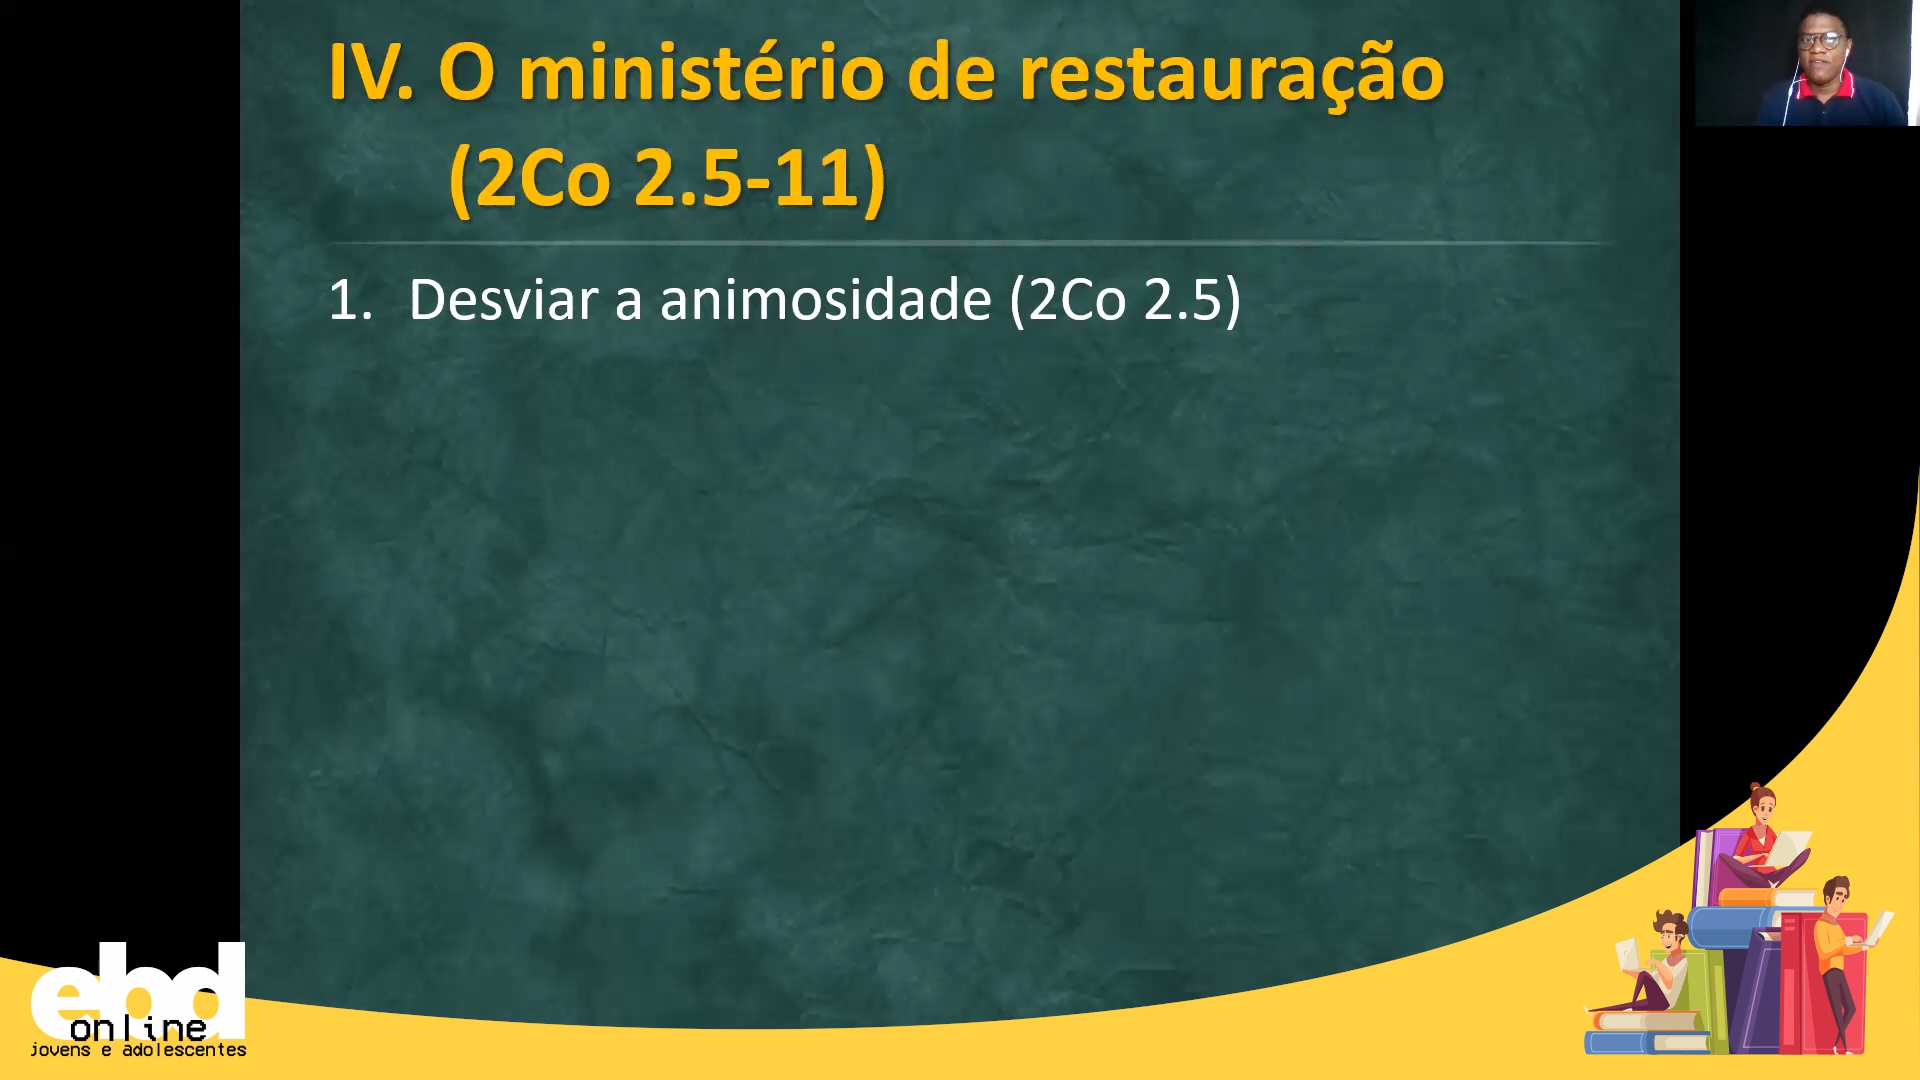 IV. O ministério de restauração
(2Co 2.5-11)
1. Desviar a animosidade (2Co 2.5)
ebd
online
jovens e adolescentes